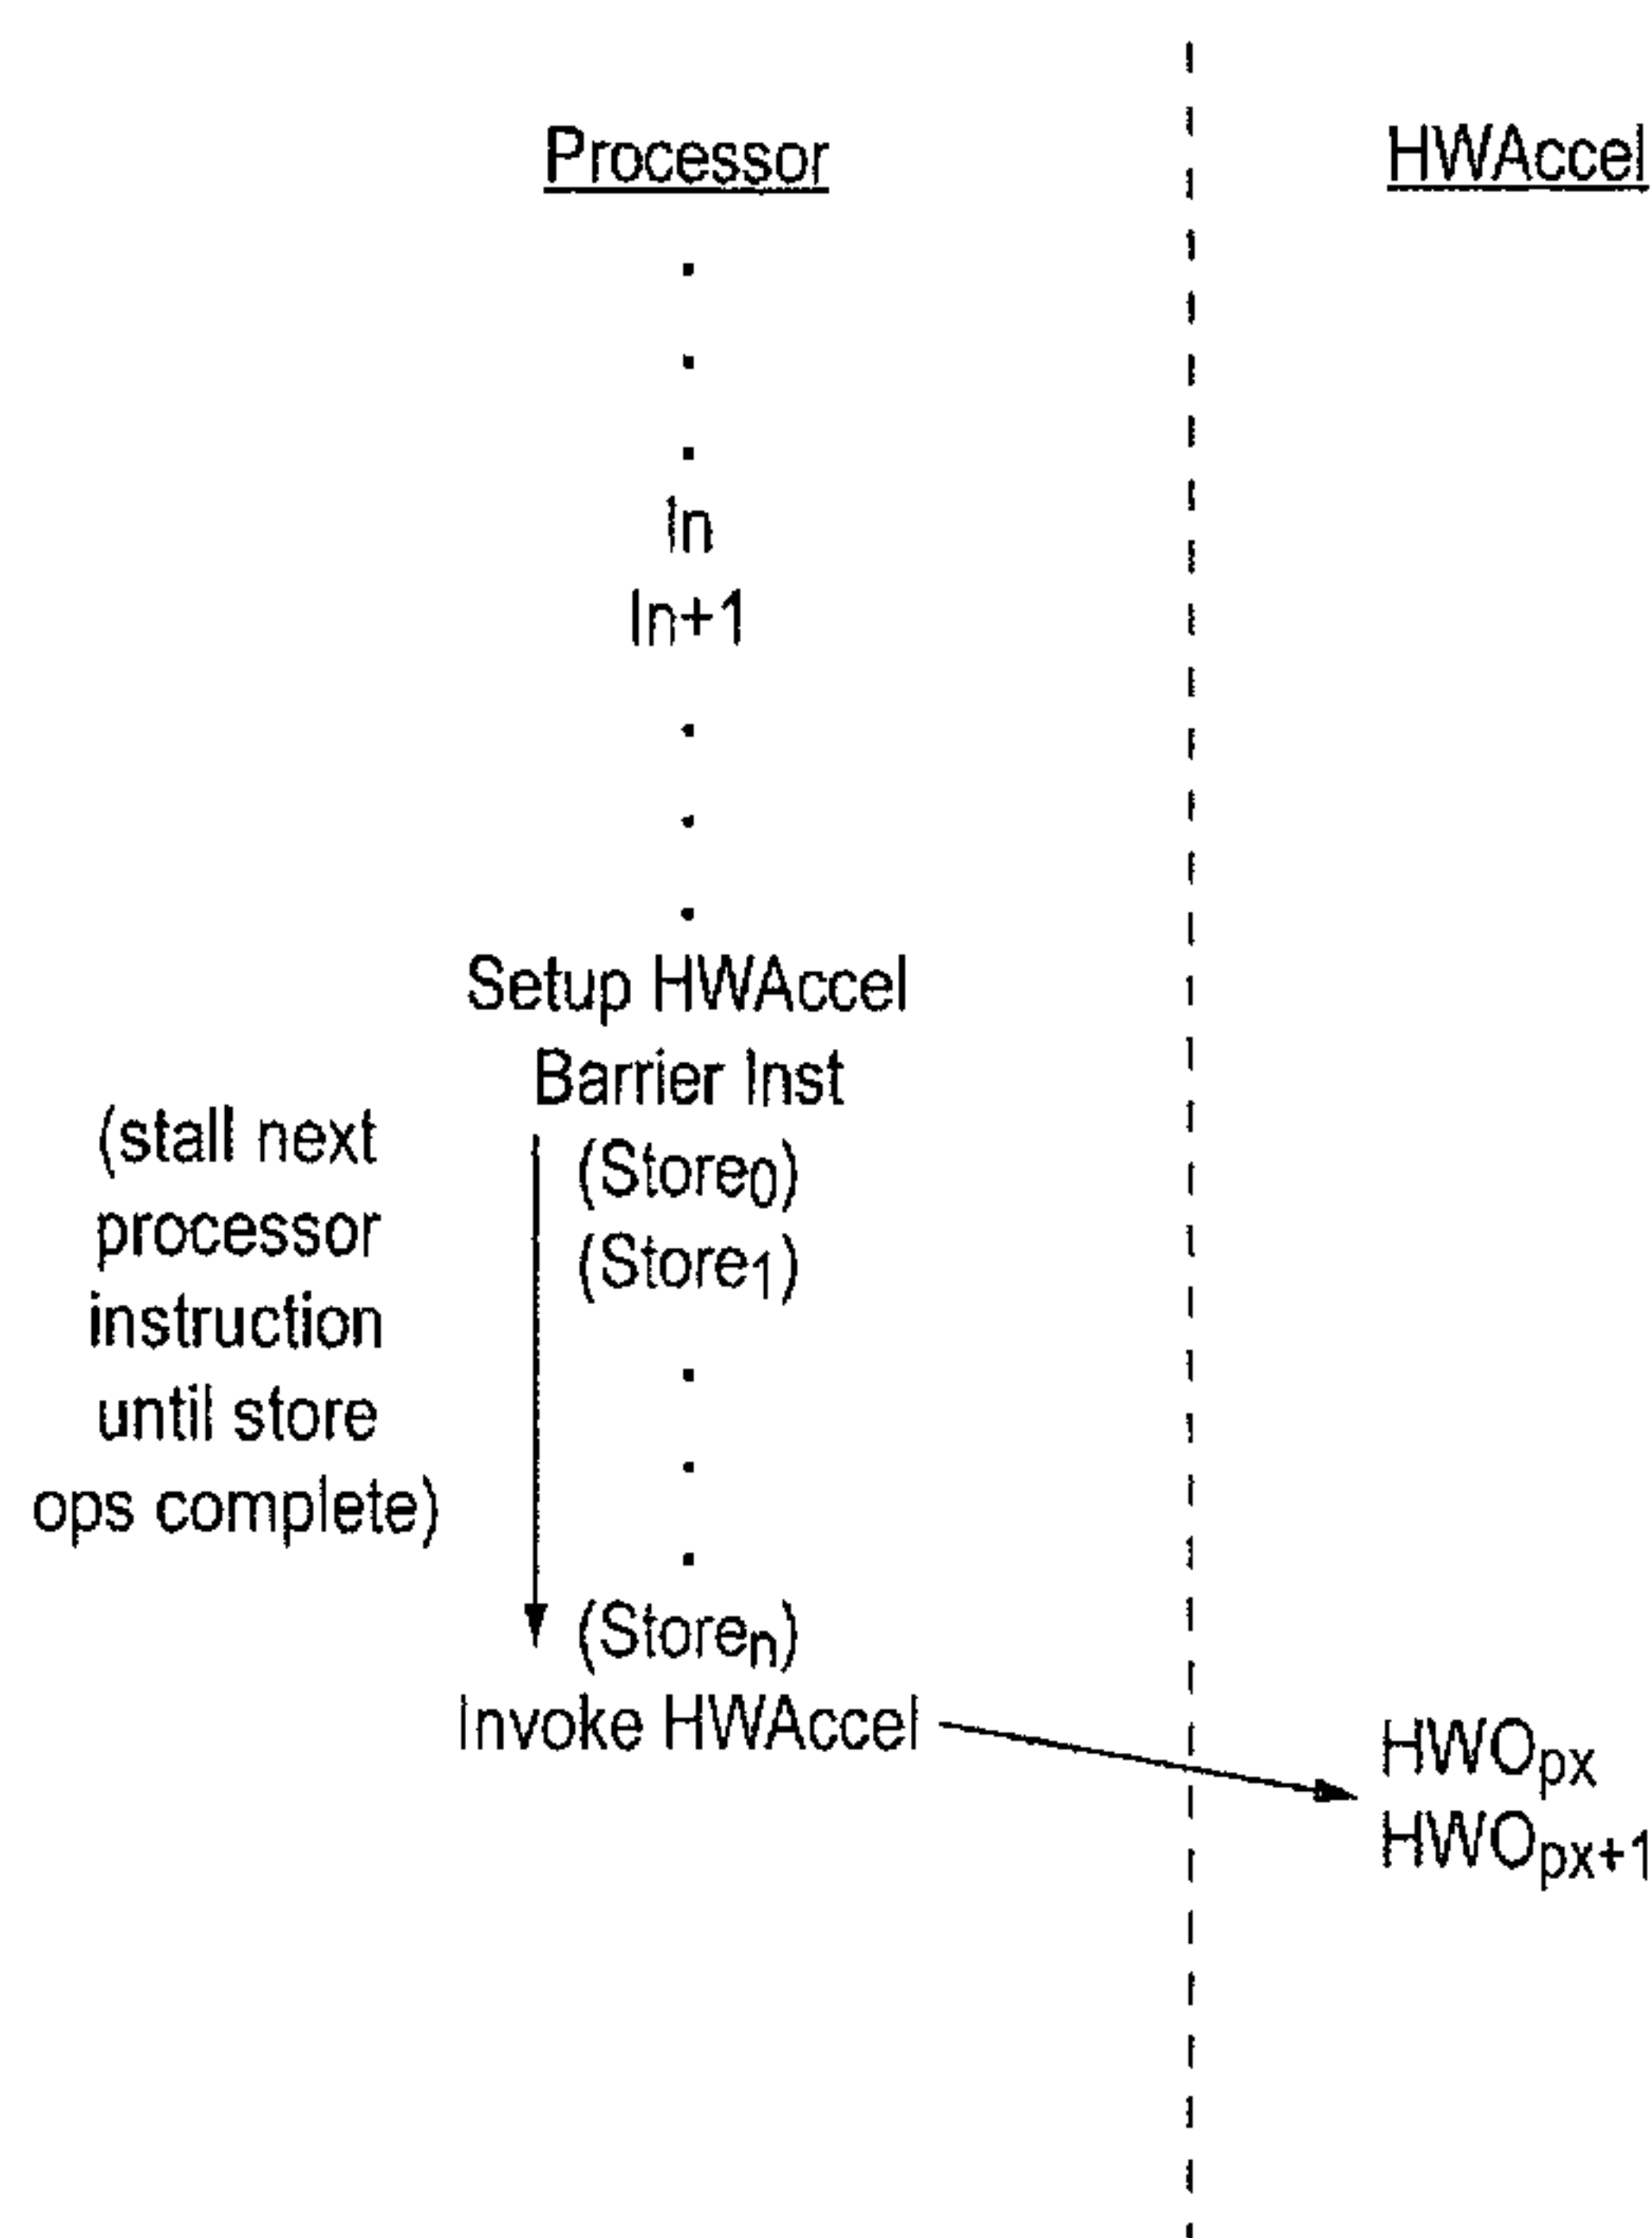 Processor
HWAccel
In
In+1
Setup HWAccel
Barrier Inst
(stall next
processor
instruction
until store
ops complete)
(Store0)
(Store1)
(Storen)
Invoke HWAccel
HWOpx
HWOpx+1